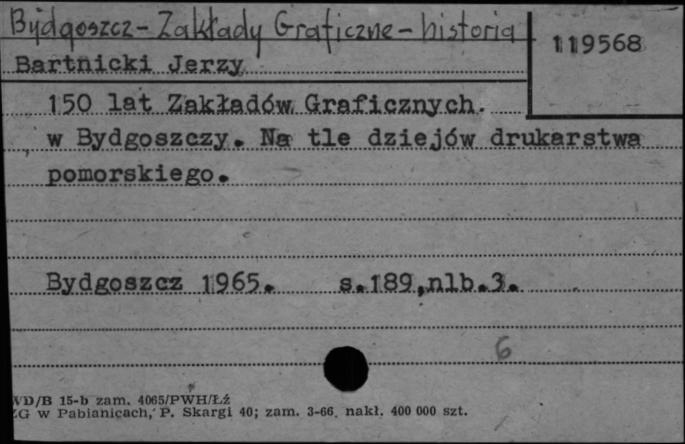 Bydgoszcz - Zakłady Graficzne - historia
119568
Bartnicki Jerzy
150 lat Zakładów Graficznych.
w Bydgoszczy. Na tle dziejów drukarstwa
pomorskiego.
Bydgoszcz 1965. s.189,nlb.3.
6
WD/B 15-b zam. 4065/PWH/Łź
ZG w Pabianicach, P. Skargi 40; zam. 3-66. nakł. 400 000 szt.